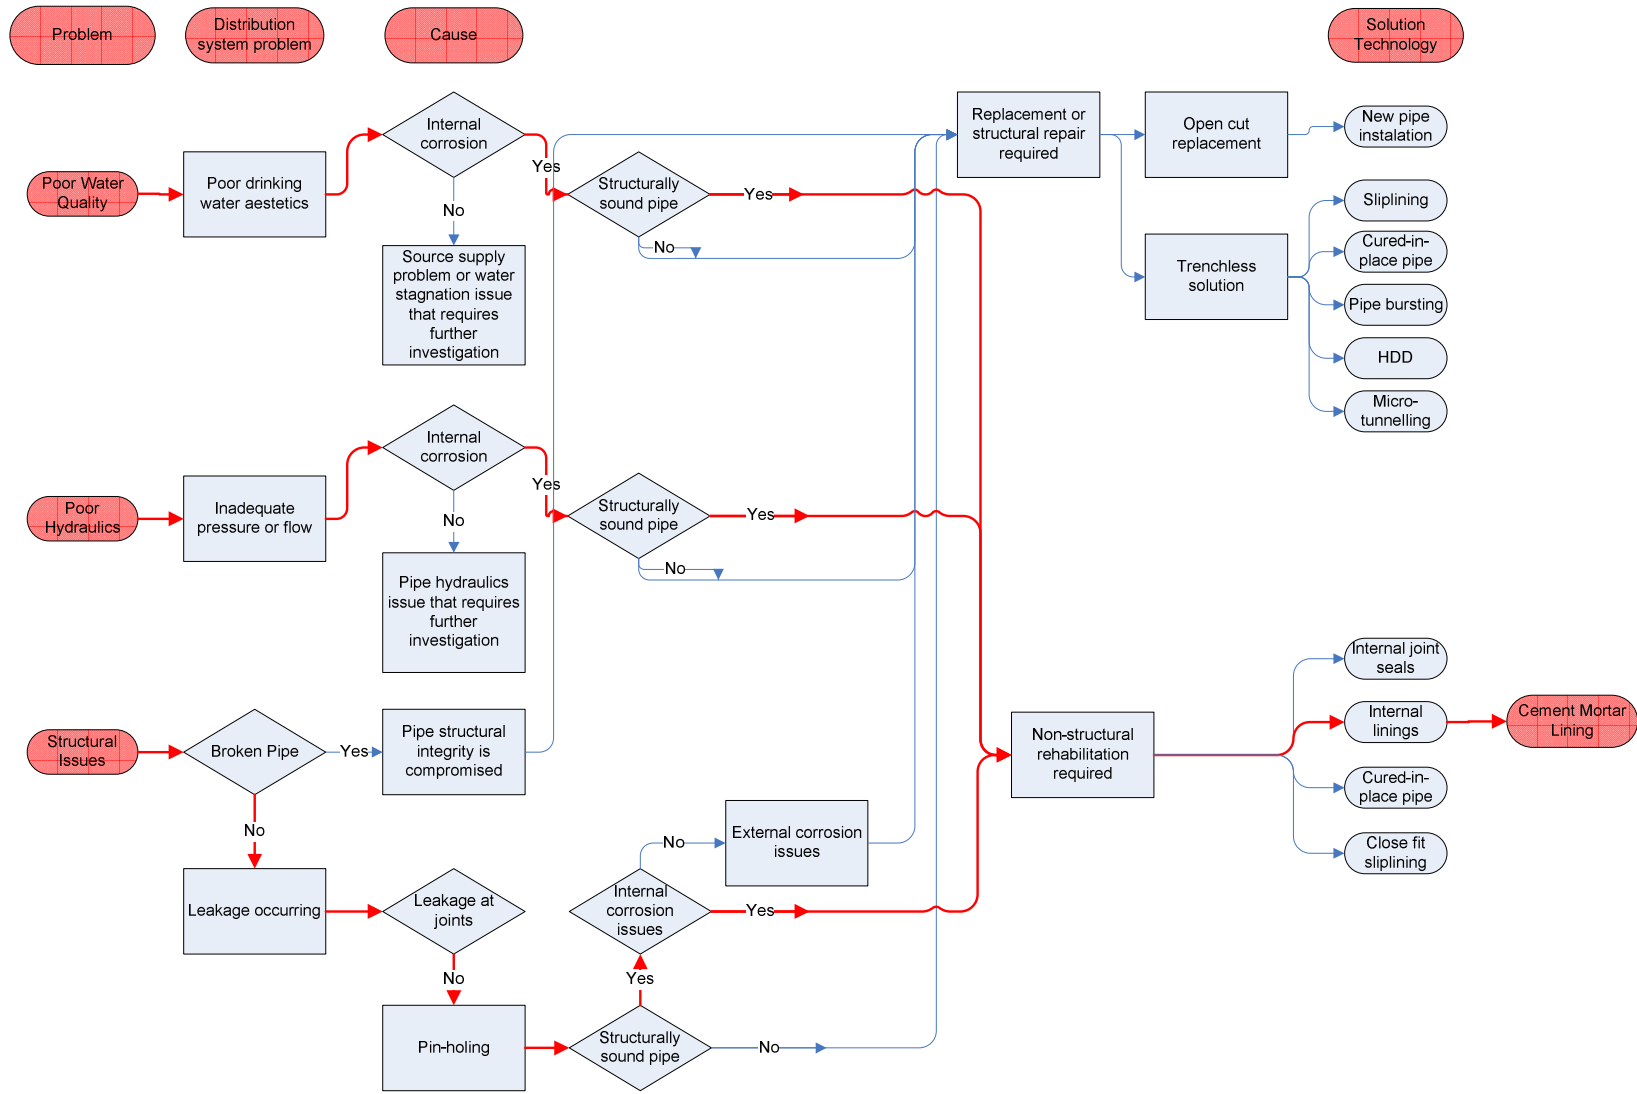 Problem
Distribution
system problem
Cause
Solution
Technology
Poor Water
Quality
Poor drinking
water aestetics
Internal
corrosion
Yes
No
Source supply
problem or water
stagnation issue
that requires
further
investigation
Structurally
sound pipe
Yes
No
Replacement or
structural repair
required
Open cut
replacement
New pipe
instalation
Trenchless
solution
Sliplining
Cured-in-
place pipe
Pipe bursting
HDD
Micro-
tunnelling
Poor
Hydraulics
Inadequate
pressure or flow
Internal
corrosion
Yes
No
Pipe hydraulics
issue that requires
further
investigation
Structurally
sound pipe
Yes
No
Structural
Issues
Broken Pipe
Yes
Pipe structural
integrity is
compromised
No
Leakage occurring
Leakage at
joints
No
Pin-holing
Structurally
sound pipe
No
Yes
Internal
corrosion
issues
No
External corrosion
issues
Yes
Non-structural
rehabilitation
required
Internal joint
seals
Internal
linings
Cement Mortar
Lining
Cured-in-
place pipe
Close fit
sliplining